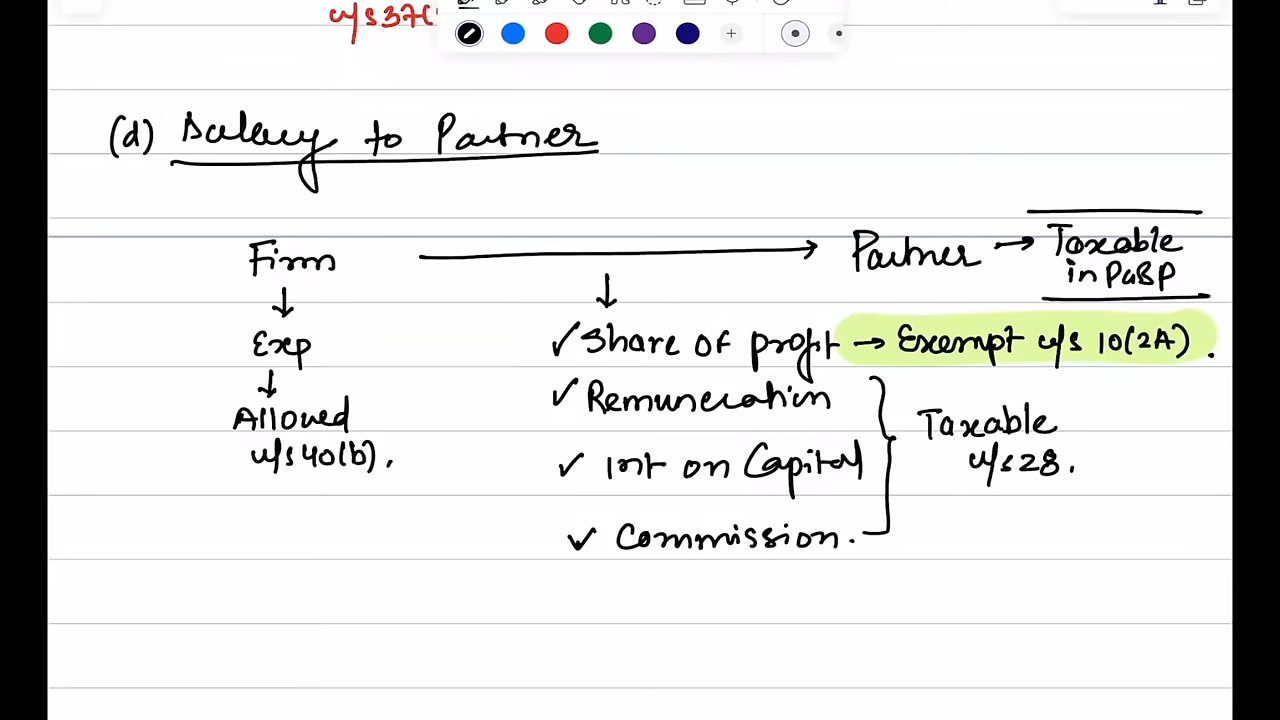 u/s 37(
(d) Salary to Partner
Firm → Partner → Taxable
in PGBP
↓ ↓
Exp ✓ Share of profit → Exempt u/s 10(2A).
↓ ✓ Remuneration
Allowed Taxable
u/s 40(b). ✓ Int on Capital u/s 28.
✓ Commission.